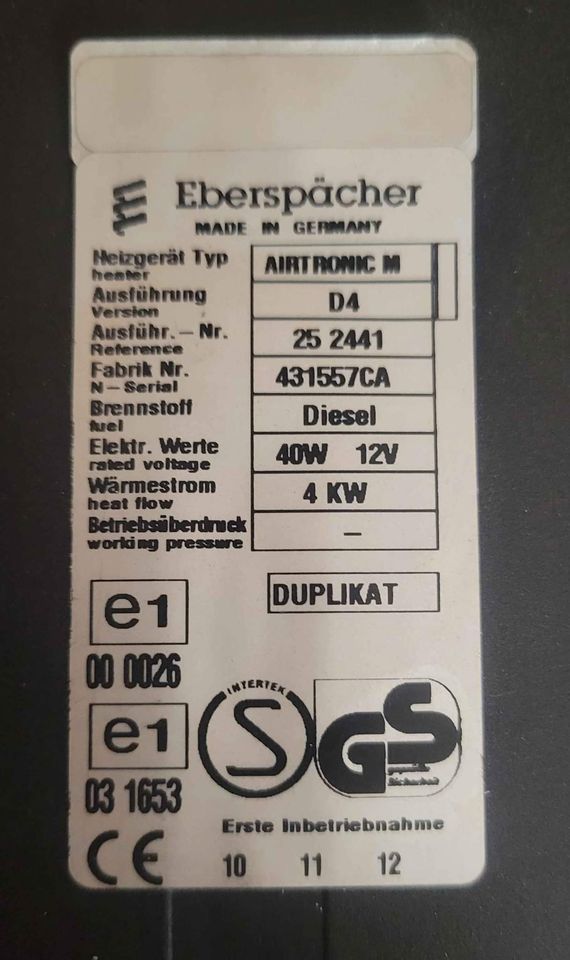 Eberspächer
MADE IN GERMANY
Heizgerät Typ AIRTRONIC M
heater
Ausführung D4
Version
Ausführ.-Nr. 25 2441
Reference
Fabrik Nr. 431557CA
N-Serial
Brennstoff Diesel
fuel
Elektr. Werte 40W 12V
rated voltage
Wärmestrom 4 KW
heat flow
Betriebsüberdruck –
working pressure
e1 DUPLIKAT
00 0026
e1
03 1653
INTERTEK
S
GS
geprüfte
Sicherheit
Erste Inbetriebnahme
CE 10 11 12